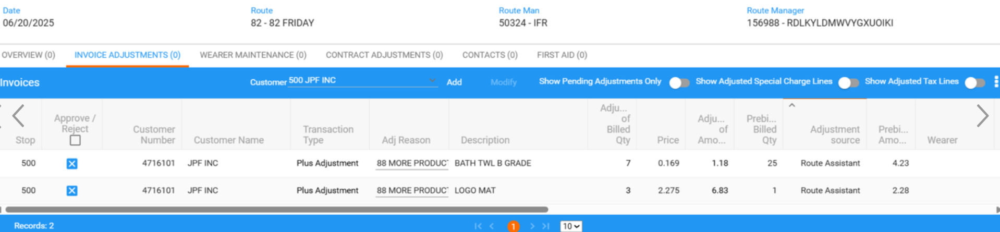 Date Route Route Man Route Manager
06/20/2025 82 - 82 FRIDAY 50324 - IFR 156988 - RDLKYLDMWVYGXUOIKI
OVERVIEW (0) INVOICE ADJUSTMENTS (0) WEARER MAINTENANCE (0) CONTRACT ADJUSTMENTS (0) CONTACTS (0) FIRST AID (0)
Invoices Customer 500 JPF INC Add Modify Show Pending Adjustments Only Show Adjusted Special Charge Lines Show Adjusted Tax Lines
Stop
Approve /
Reject
Customer
Number
Customer Name
Transaction
Type
Adj Reason
Description
Adju...
of
Billed
Qty
Price
Adju...
of
Amo...
Prebi...
Billed
Qty
Adjustment
source
Prebi...
Amo...
Wearer
500 4716101 JPF INC Plus Adjustment 88 MORE PRODUCT BATH TWL B GRADE 7 0.169 1.18 25 Route Assistant 4.23
500 4716101 JPF INC Plus Adjustment 88 MORE PRODUCT LOGO MAT 3 2.275 6.83 1 Route Assistant 2.28
Records: 2 1 10